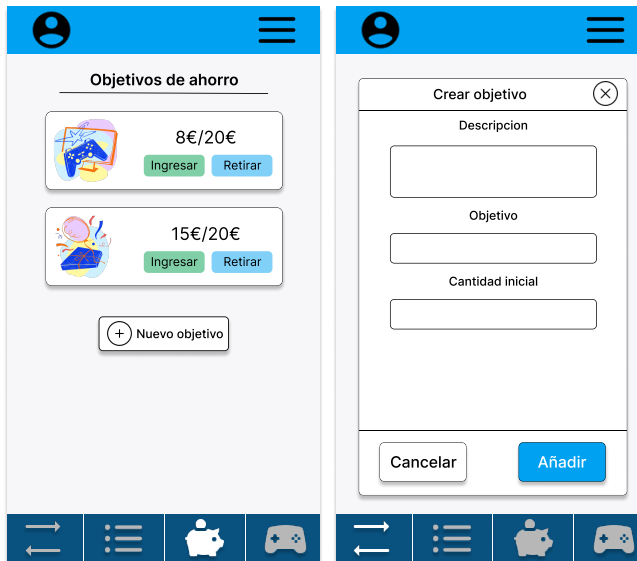 Objetivos de ahorro
8€/20€
Ingresar Retirar
15€/20€
Ingresar Retirar
Nuevo objetivo
Crear objetivo
Descripcion
Objetivo
Cantidad inicial
Cancelar Añadir